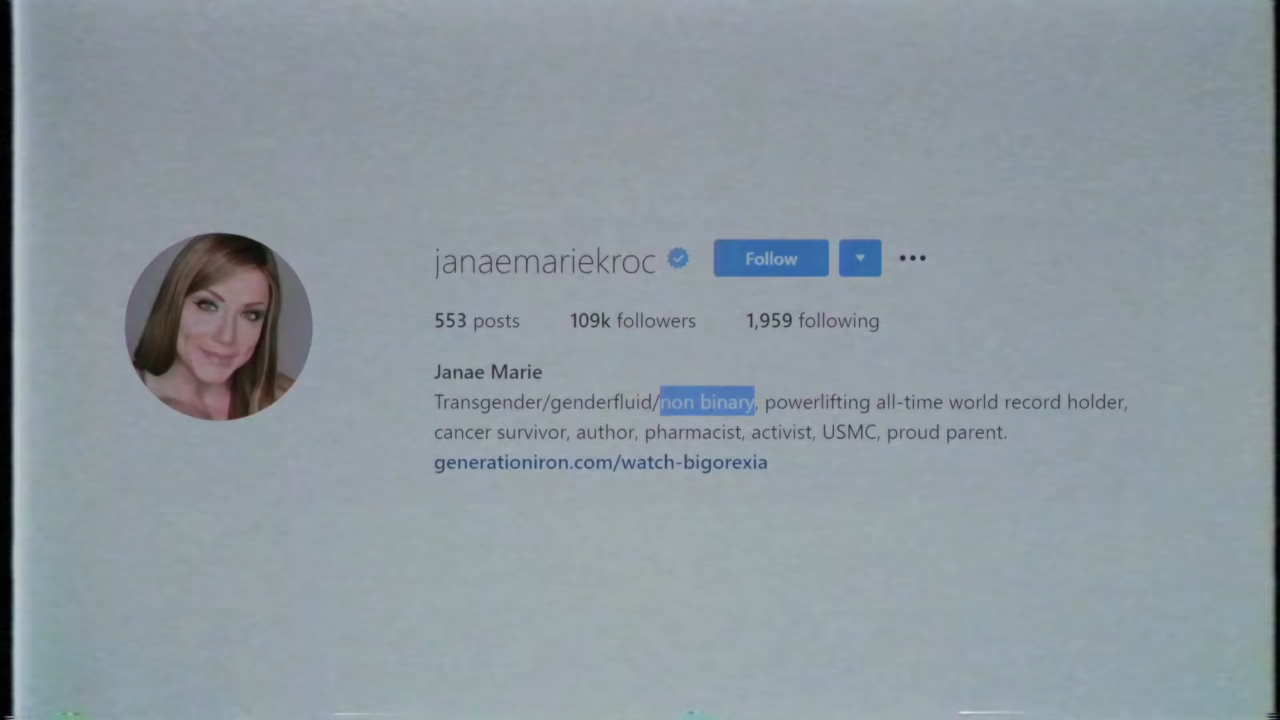 janaemariekroc Follow
553 posts 109k followers 1,959 following
Janae Marie
Transgender/genderfluid/non binary, powerlifting all-time world record holder,
cancer survivor, author, pharmacist, activist, USMC, proud parent.
generationiron.com/watch-bigorexia